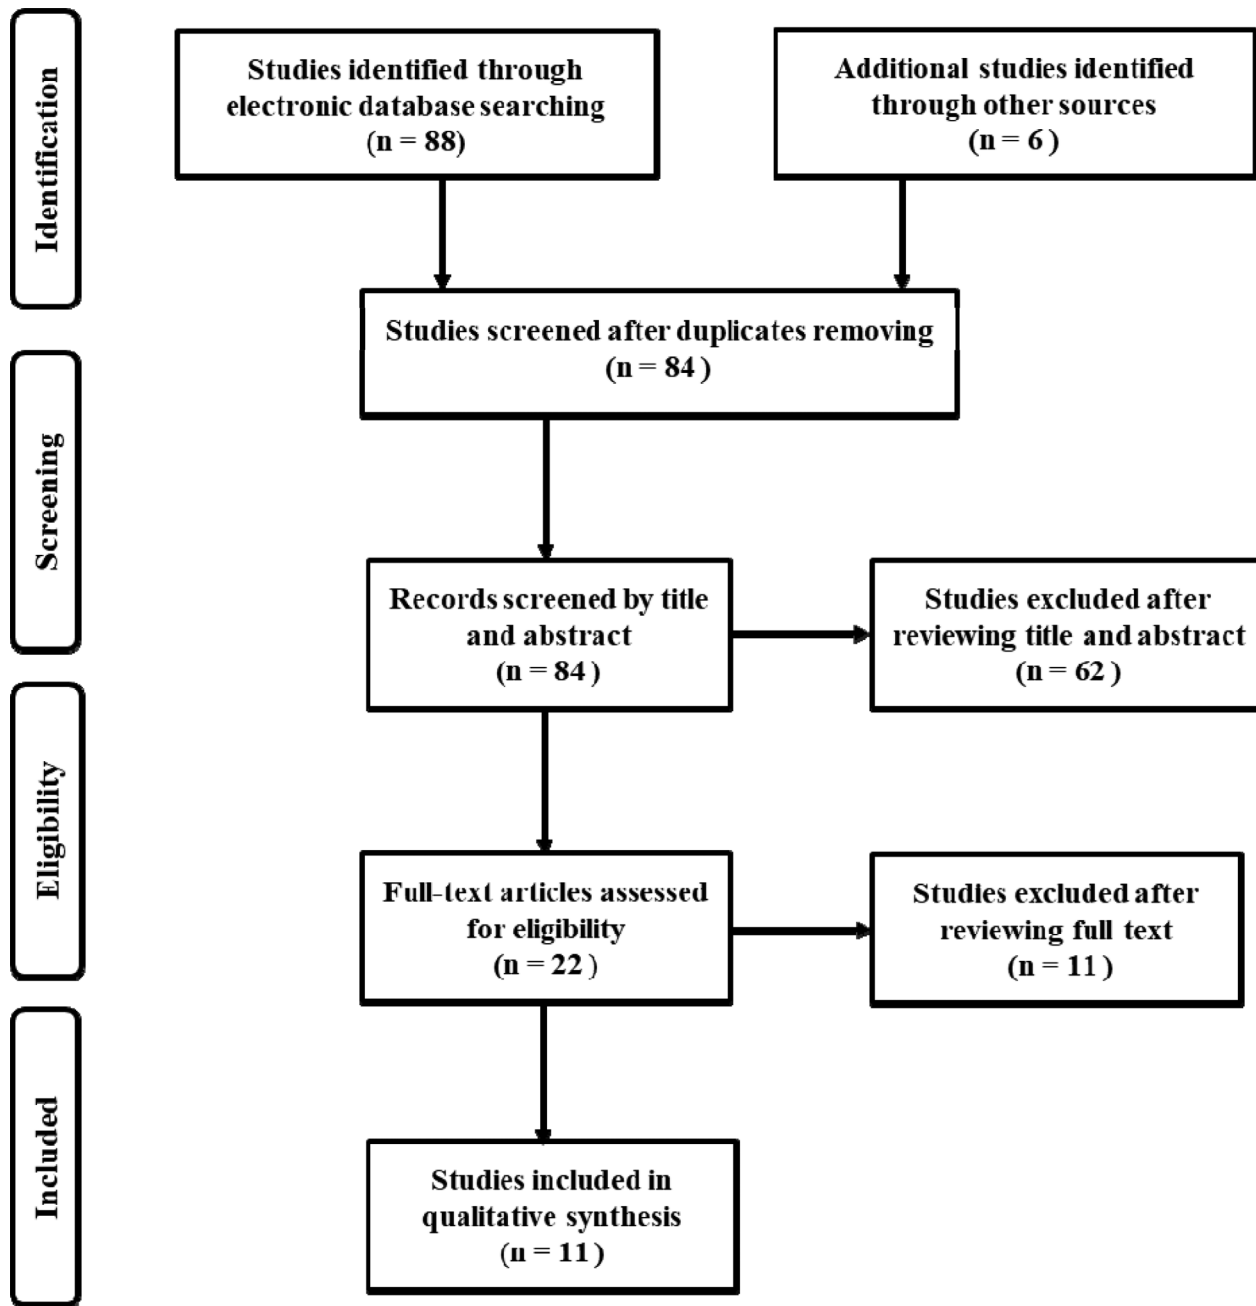 Identification
Studies identified through
electronic database searching
(n = 88)
Additional studies identified
through other sources
(n = 6 )
Studies screened after duplicates removing
(n = 84 )
Screening
Records screened by title
and abstract
(n = 84 )
Studies excluded after
reviewing title and abstract
(n = 62 )
Eligibility
Full-text articles assessed
for eligibility
(n = 22 )
Studies excluded after
reviewing full text
(n = 11 )
Included
Studies included in
qualitative synthesis
(n = 11 )